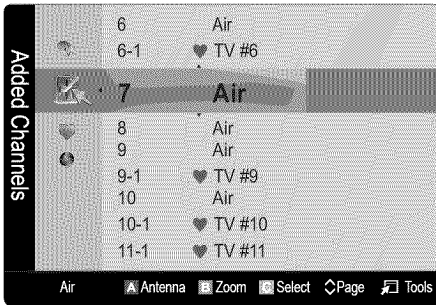 Added Channels
6 Air
6-1 ♥ TV #6
7 Air
8 Air
9 Air
9-1 ♥ TV #9
10 Air
10-1 ♥ TV #10
11-1 ♥ TV #11
Air A Antenna B Zoom C Select Page Tools